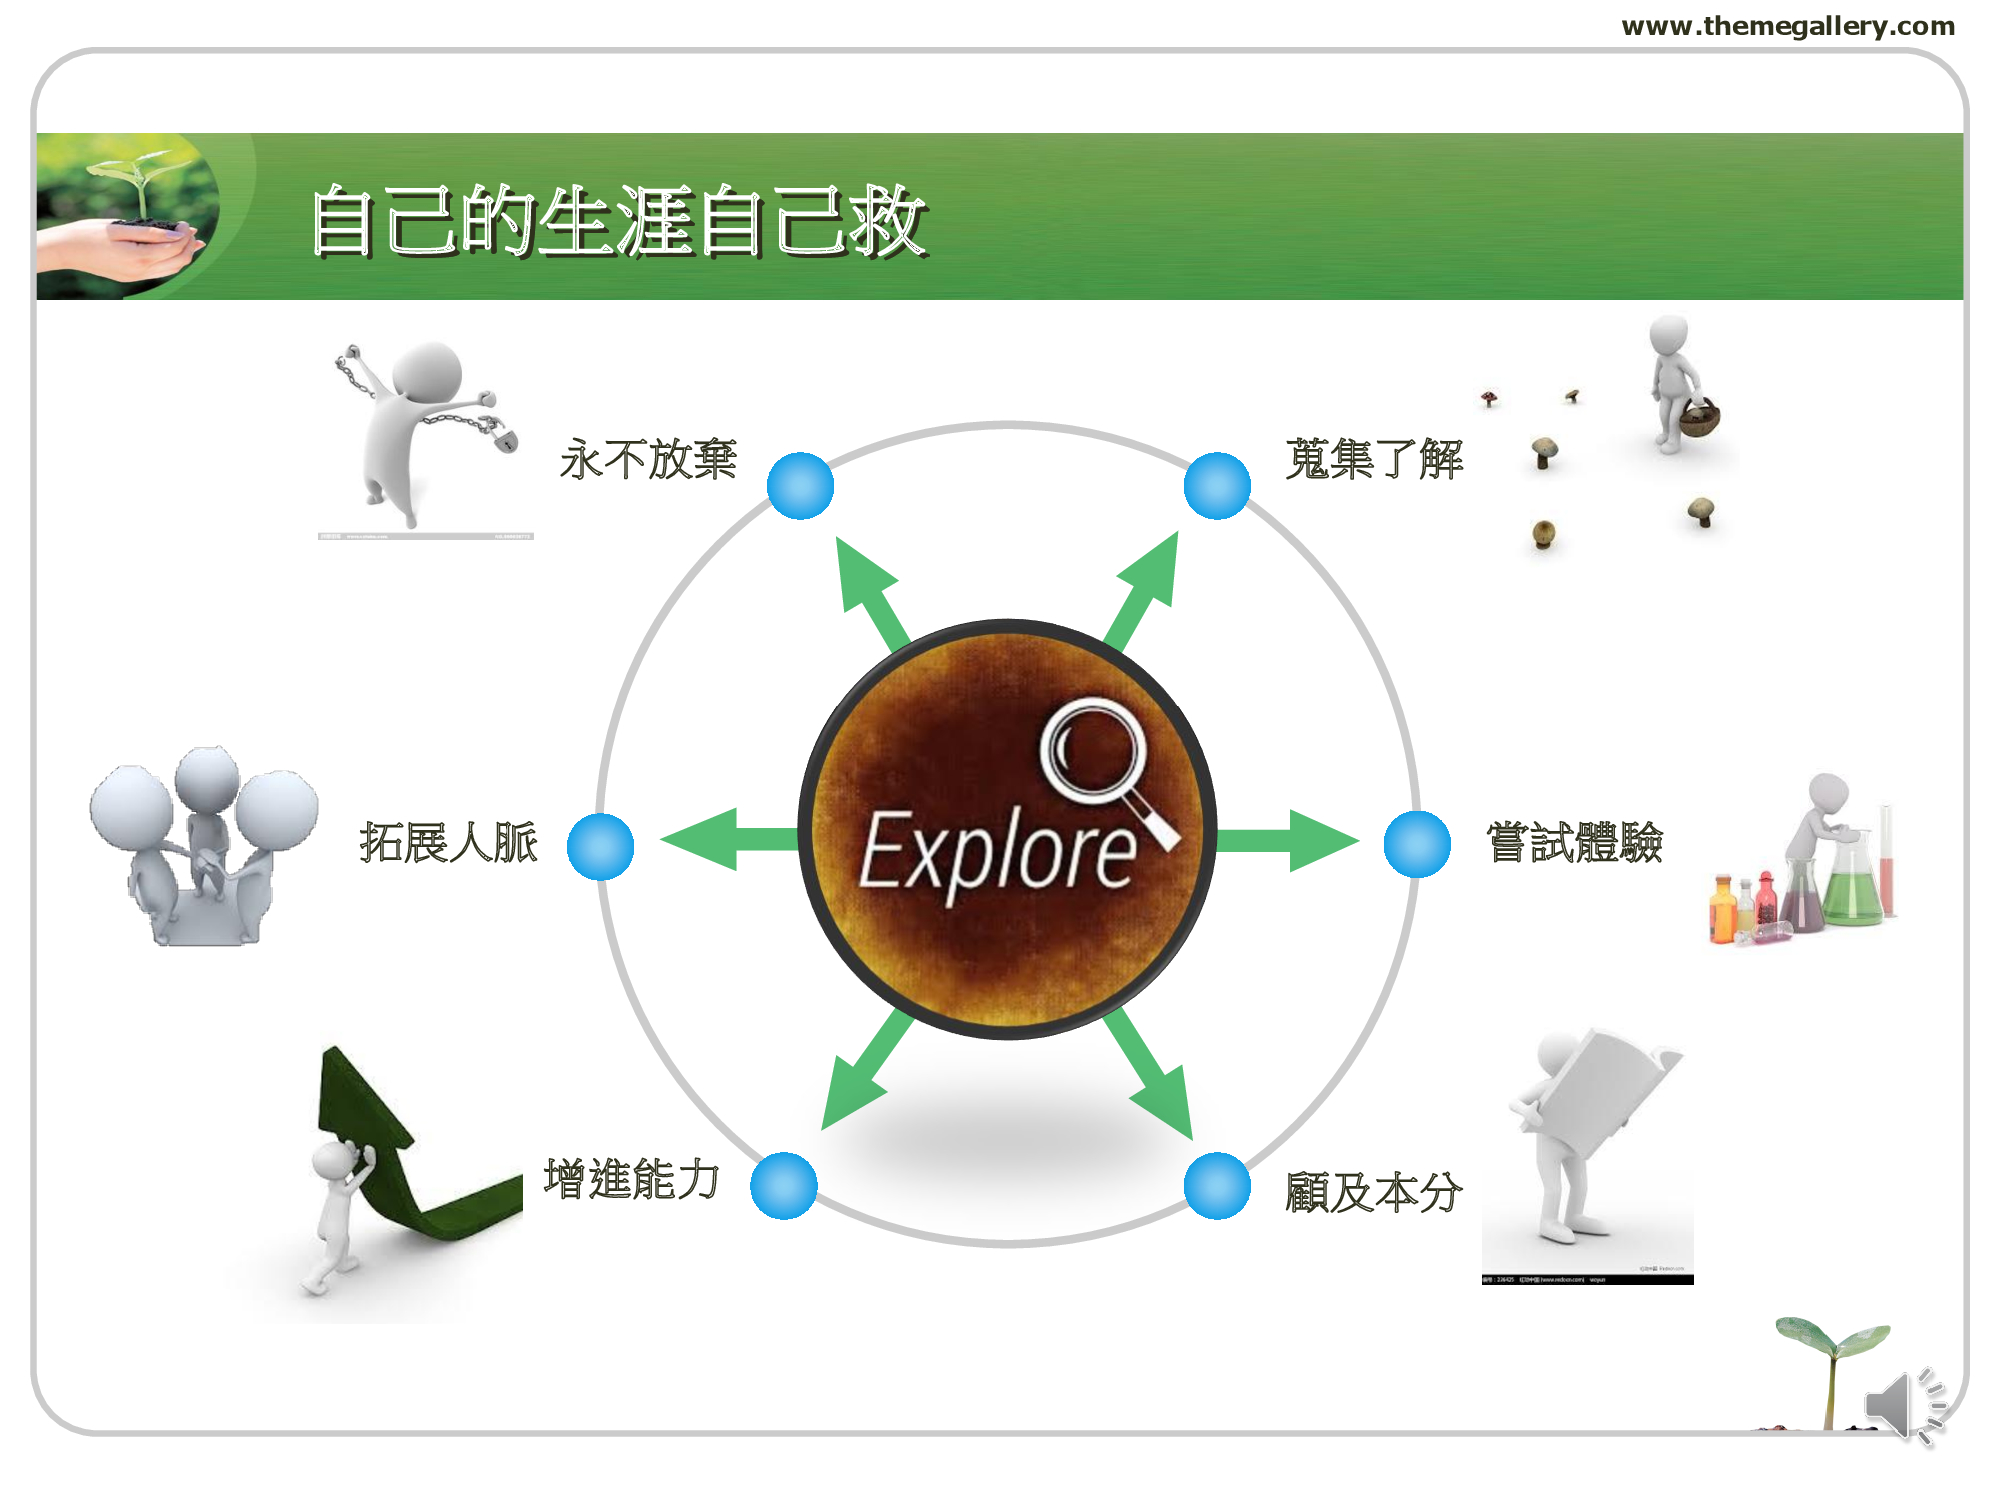 www.themegallery.com
自己的生涯自己救
永不放棄
蒐集了解
Explore
拓展人脈
嘗試體驗
增進能力
顧及本分